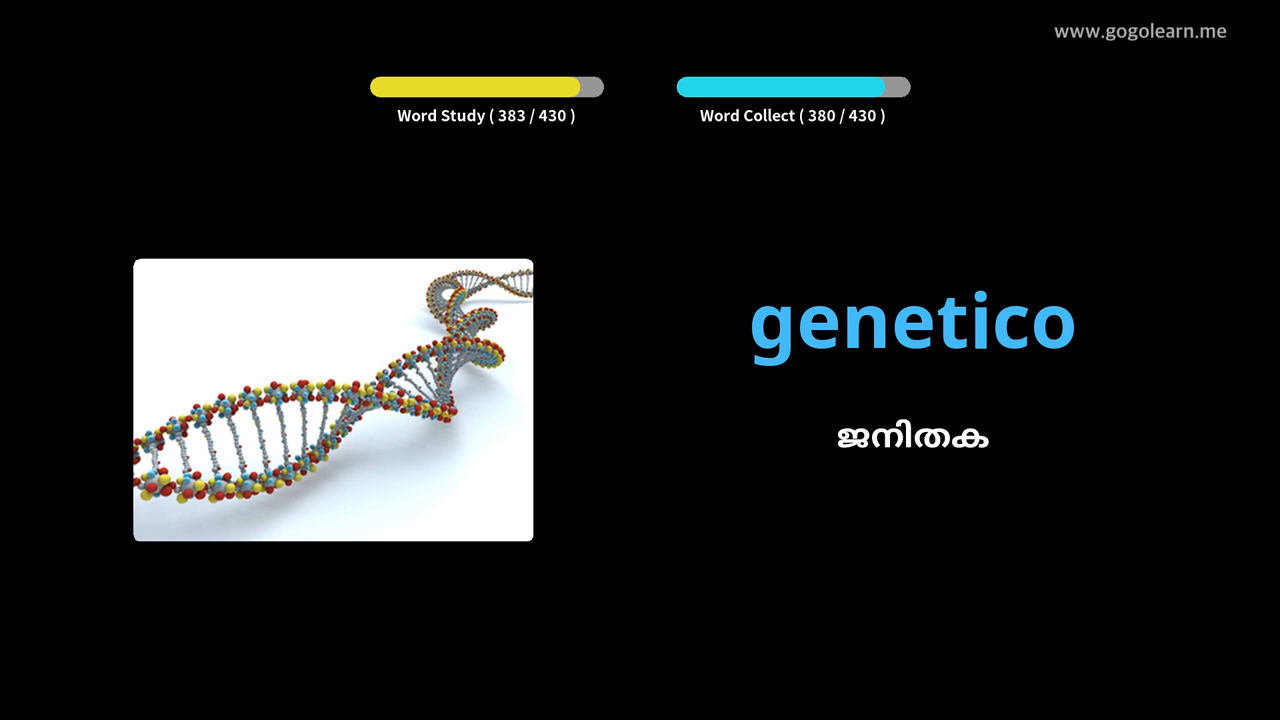 www.gogolearn.me
Word Study ( 383 / 430 )
Word Collect ( 380 / 430 )
genetico
ജനിതക